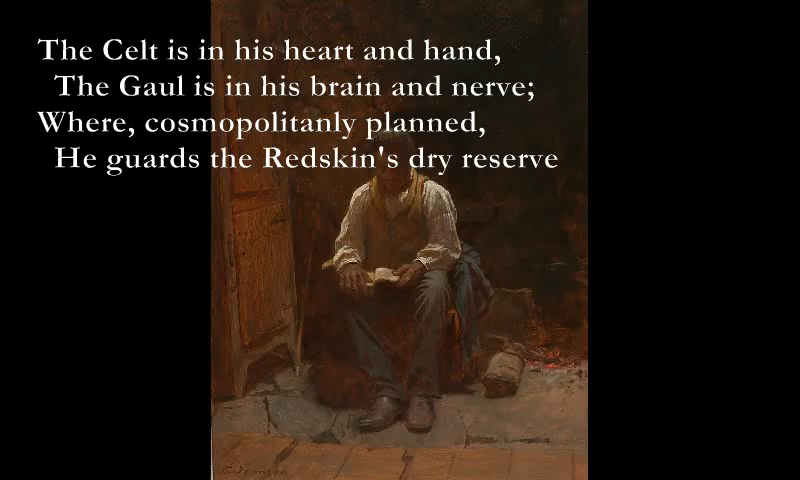 The Celt is in his heart and hand,
The Gaul is in his brain and nerve;
Where, cosmopolitanly planned,
He guards the Redskin's dry reserve